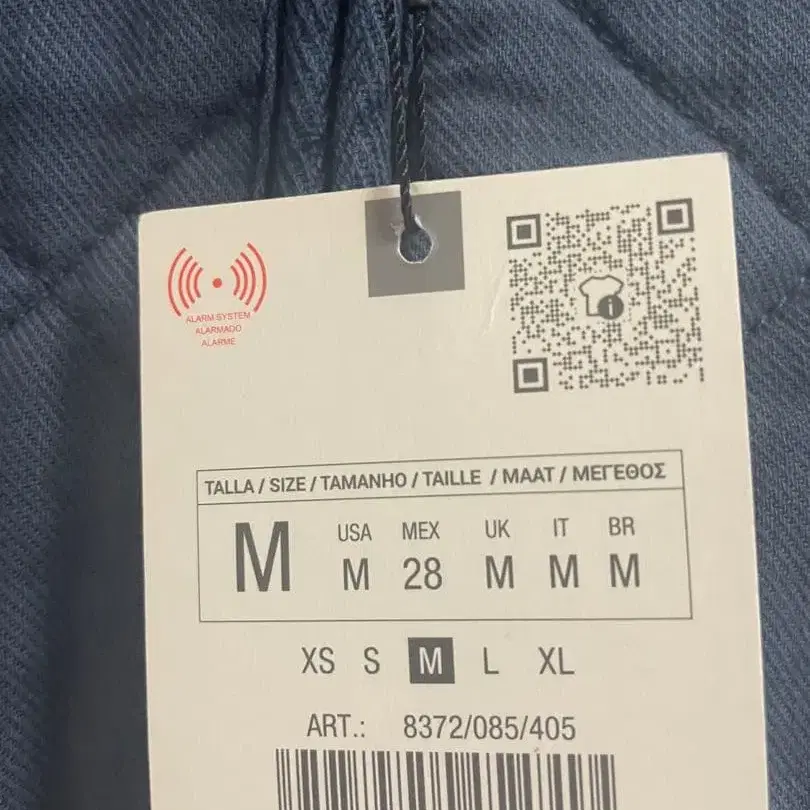 ALARM SYSTEM
ALARMADO
ALARME
i
TALLA / SIZE / TAMANHO / TAILLE / MAAT / ΜΕΓΕΘΟΣ
M USA MEX UK IT BR
M 28 M M M
XS S M L XL
ART.: 8372/085/405